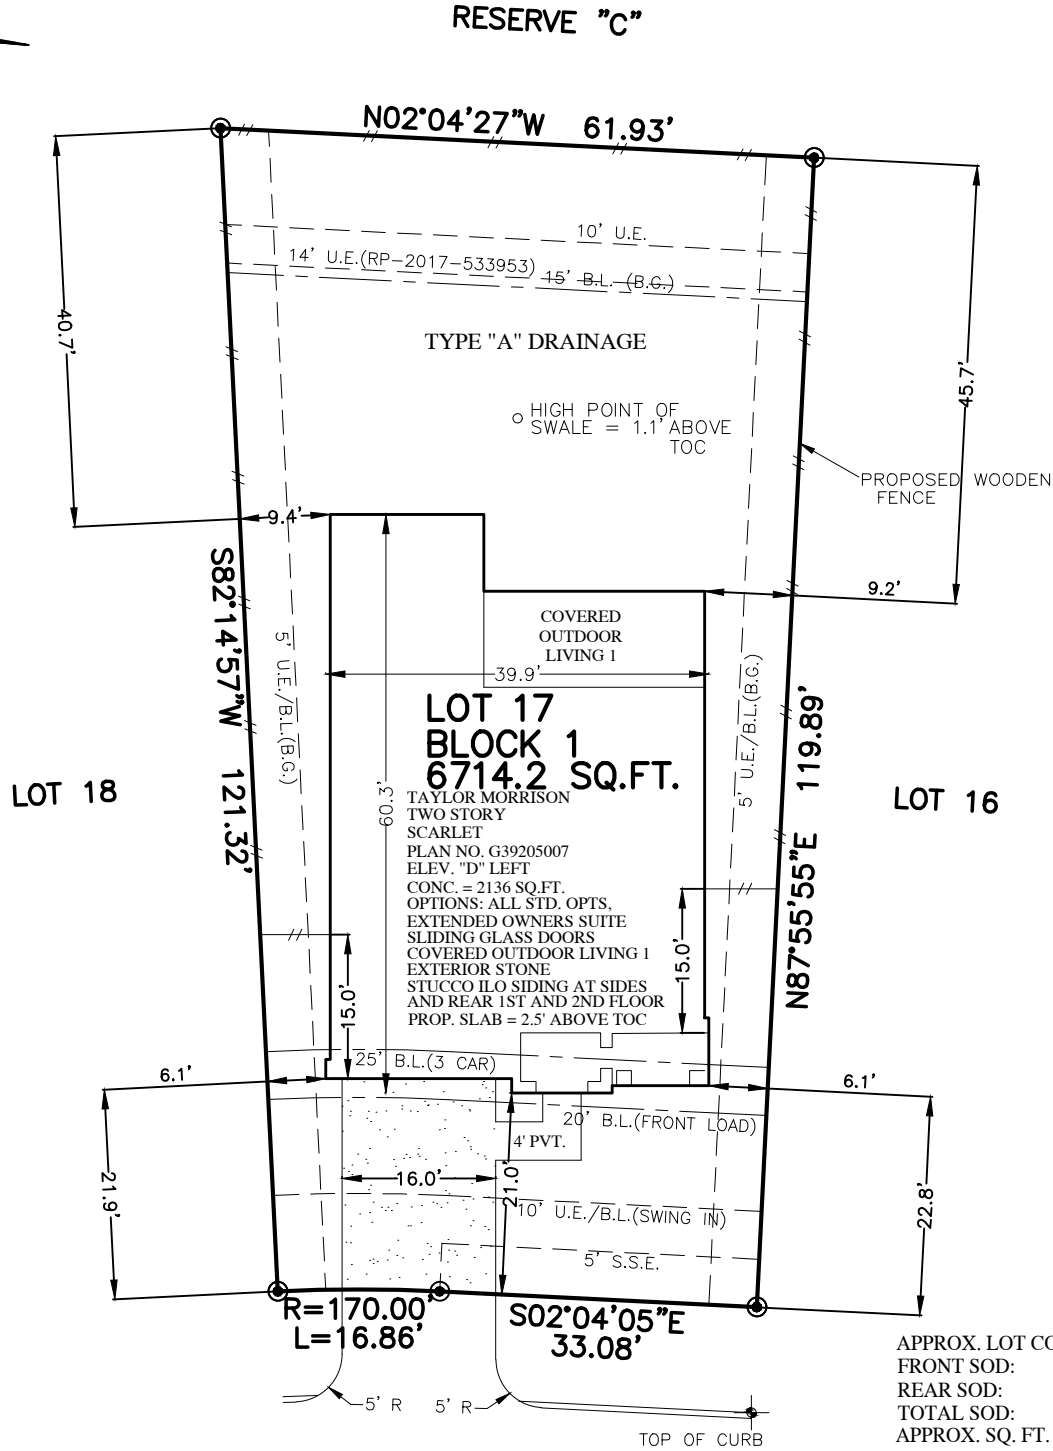 RESERVE "C"
N02°04'27"W 61.93'
10' U.E.
14' U.E.(RP-2017-533953)
15' B.L. (B.G.)
40.7'
TYPE "A" DRAINAGE
45.7'
HIGH POINT OF
SWALE = 1.1' ABOVE
TOC
PROPOSED WOODEN
FENCE
9.4'
9.2'
S82°14'57"W 121.32'
5' U.E./B.L.(B.G.)
COVERED
OUTDOOR
LIVING 1
39.9'
5' U.E./B.L.(B.G.)
N87°55'55"E 119.89'
LOT 17
BLOCK 1
6714.2 SQ.FT.
LOT 18
LOT 16
60.3'
TAYLOR MORRISON
TWO STORY
SCARLET
PLAN NO. G39205007
ELEV. "D" LEFT
CONC. = 2136 SQ.FT.
OPTIONS: ALL STD. OPTS,
EXTENDED OWNERS SUITE
SLIDING GLASS DOORS
COVERED OUTDOOR LIVING 1
EXTERIOR STONE
STUCCO ILO SIDING AT SIDES
AND REAR 1ST AND 2ND FLOOR
PROP. SLAB = 2.5' ABOVE TOC
15.0'
15.0'
25' B.L.(3 CAR)
6.1'
6.1'
20' B.L.(FRONT LOAD)
4' PVT.
16.0'
21.0'
21.9'
22.8'
10' U.E./B.L.(SWING IN)
5' S.S.E.
R=170.00'
L=16.86'
S02°04'05"E
33.08'
5' R
5' R
TOP OF CURB
APPROX. LOT CO
FRONT SOD:
REAR SOD:
TOTAL SOD:
APPROX. SQ. FT.